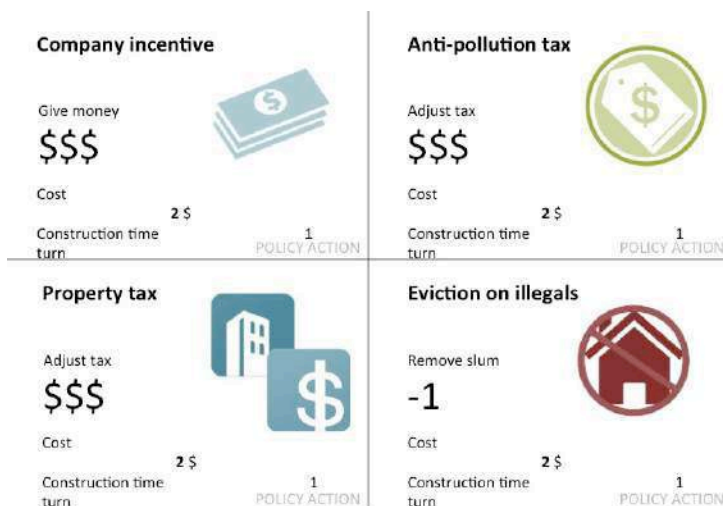 Company incentive
Give money
$$$
Cost
2 $
Construction time 1
turn POLICY ACTION
Anti-pollution tax
Adjust tax
$$$
Cost
2 $
Construction time 1
turn POLICY ACTION
Property tax
Adjust tax
$$$
Cost
2 $
Construction time 1
turn POLICY ACTION
Eviction on illegals
Remove slum
-1
Cost
2 $
Construction time 1
turn POLICY ACTION